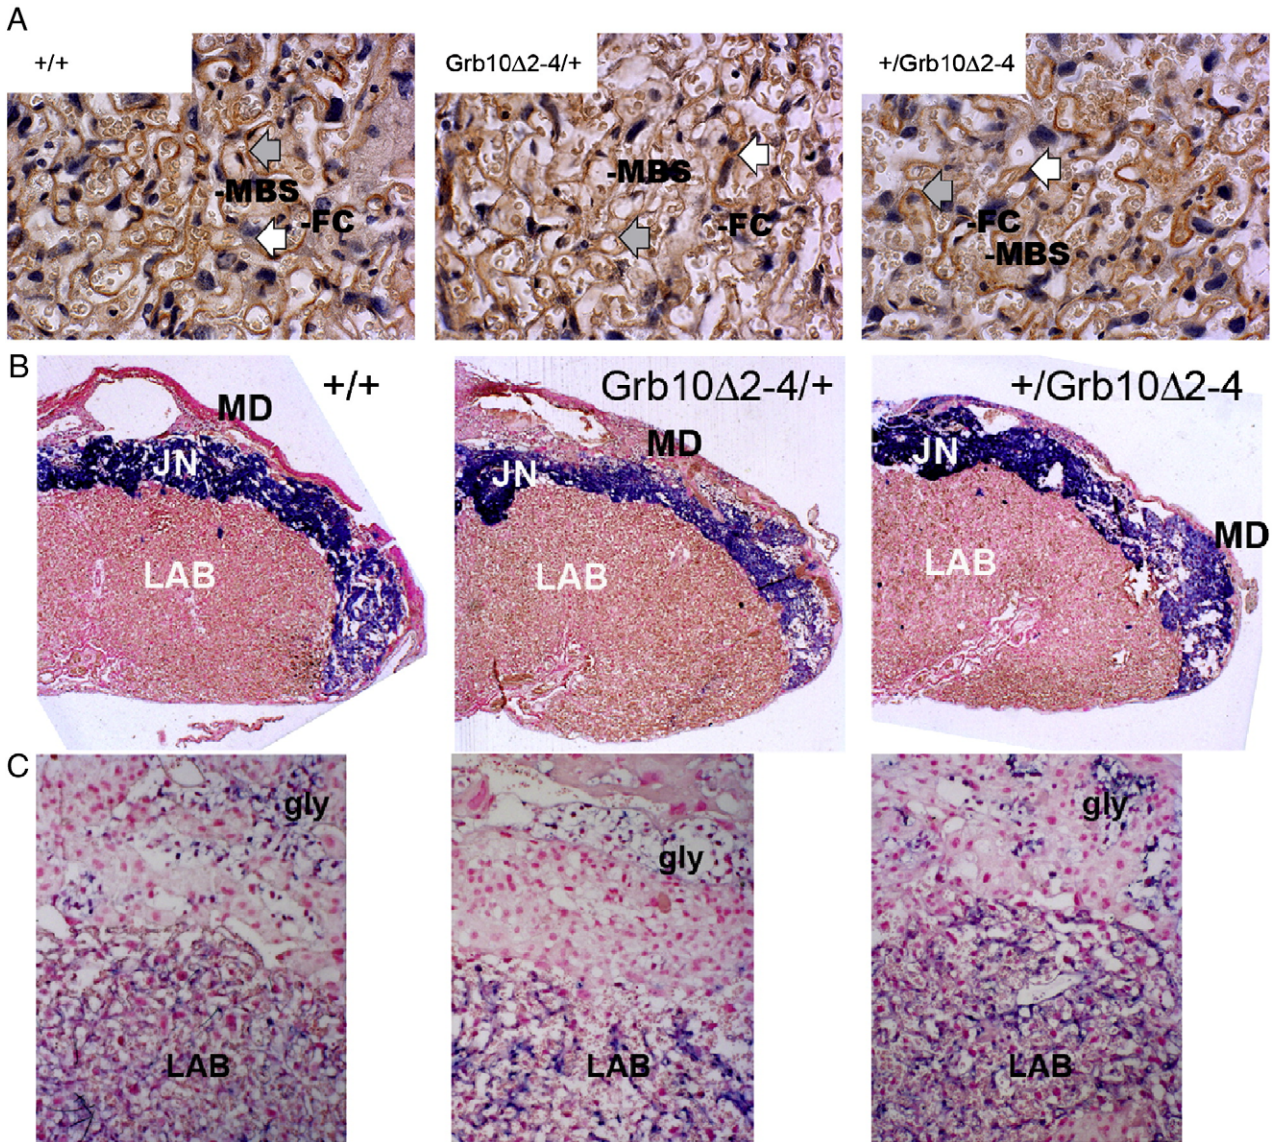 A
+/+
Grb10Δ2-4/+
+/Grb10Δ2-4
-MBS
-FC
-MBS
-FC
-FC
-MBS
B
+/+
Grb10Δ2-4/+
+/Grb10Δ2-4
MD
JN
LAB
MD
JN
LAB
JN
MD
LAB
C
gly
LAB
gly
LAB
gly
LAB